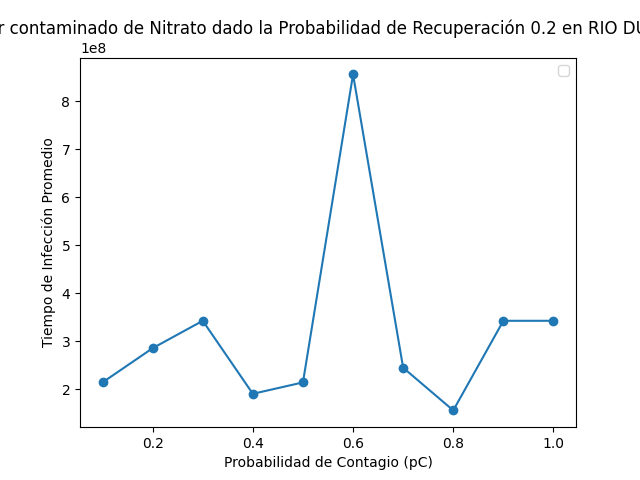 r contaminado de Nitrato dado la Probabilidad de Recuperación 0.2 en RIO DU
1e8
8
7
6
5
4
3
2
Tiempo de Infección Promedio
0.2 0.4 0.6 0.8 1.0
Probabilidad de Contagio (pC)